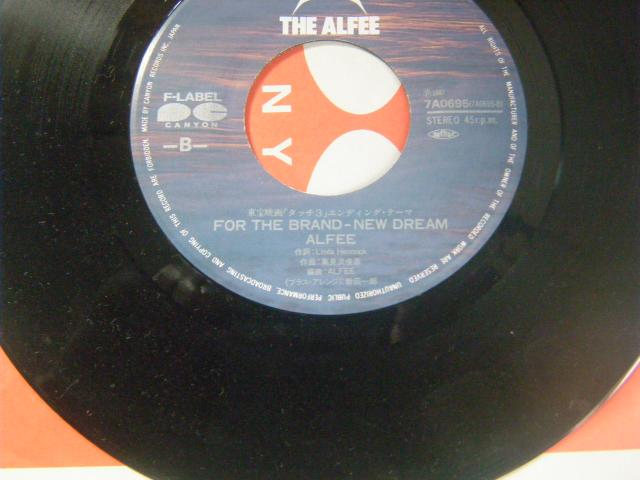 THE ALFEE
F-LABEL
CANYON
—B—
7A0695(7A0695-B)
STEREO 45r.p.m.
N Y
東宝映画「タッチ3」エンディング・テーマ
FOR THE BRAND-NEW DREAM
ALFEE
作詞:Linda Hennrick
作曲:高見沢俊彦
編曲:ALFEE
ALL RIGHTS OF THE MANUFACTURER AND OF THE OWNER OF THE RECORDED WORK ARE RESERVED UNAUTHORIZED PUBLIC PERFORMANCE, BROADCASTING AND COPYING OF THIS RECORD ARE FORBIDDEN MADE BY CANYON RECORDS INC. JAPAN